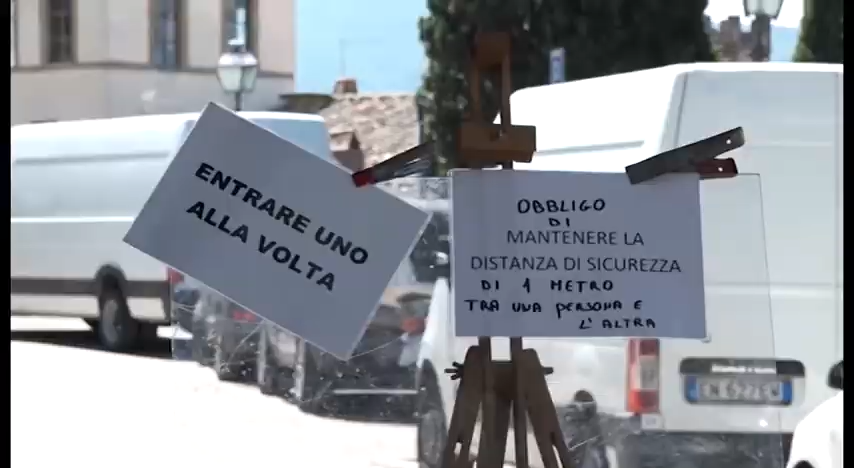 ENTRARE UNO
ALLA VOLTA
OBBLIGO
DI
MANTENERE LA
DISTANZA DI SICUREZZA
DI 1 METRO
TRA UNA PERSONA E
L'ALTRA